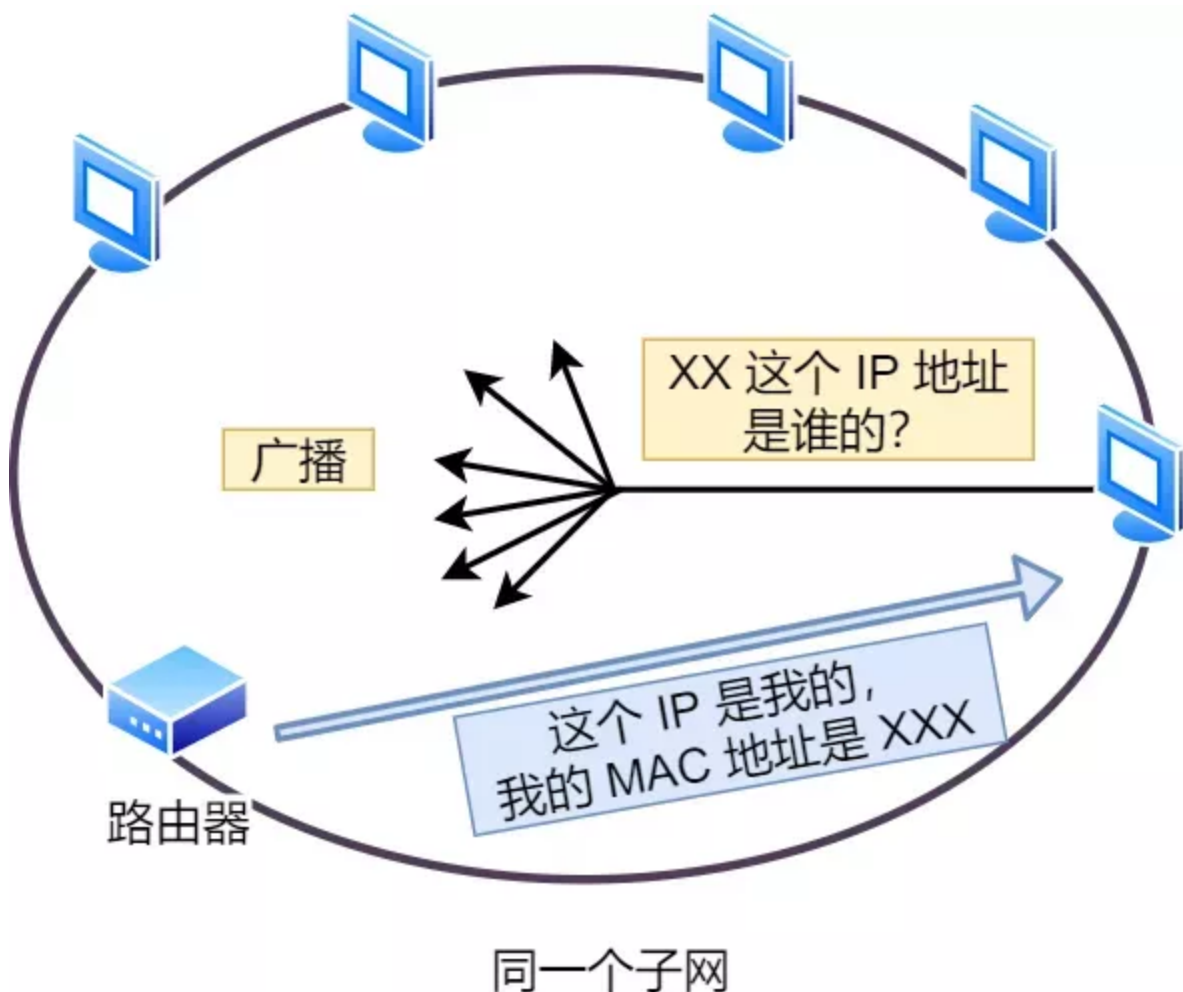 XX 这个 IP 地址
是谁的？
广播
这个 IP 是我的，
我的 MAC 地址是 XXX
路由器
同一个子网